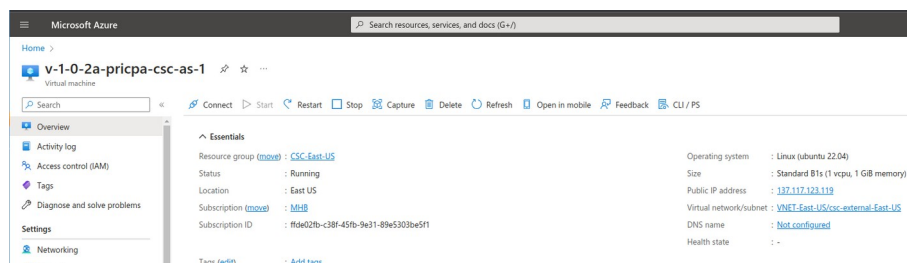 Microsoft Azure
Search resources, services, and docs (G+/)
Home >
v-1-0-2a-pricpa-csc-as-1
Virtual machine
Search
Connect Start Restart Stop Capture Delete Refresh Open in mobile Feedback CLI / PS
Overview
Activity log
Access control (IAM)
Tags
Diagnose and solve problems
Settings
Networking
Essentials
Resource group (move) : CSC-East-US
Status : Running
Location : East US
Subscription (move) : MHB
Subscription ID : ffde02fb-c38f-45fb-9e31-89e5303be5f1
Tags (edit) : Add tags
Operating system : Linux (ubuntu 22.04)
Size : Standard B1s (1 vcpu, 1 GiB memory)
Public IP address : 137.117.123.119
Virtual network/subnet : VNET-East-US/csc-external-East-US
DNS name : Not configured
Health state : -